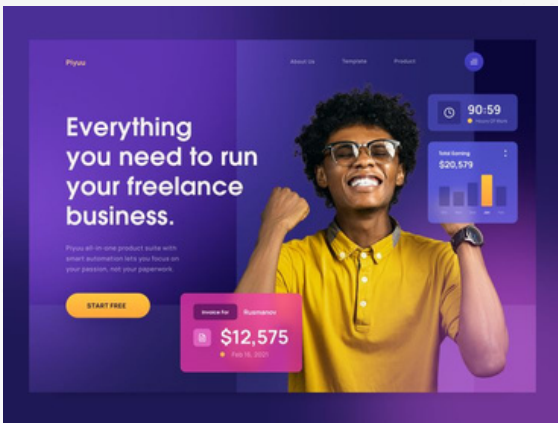 Piyuu
About Us
Template
Product
Everything
you need to run
your freelance
business.
Piyuu all-in-one product suite with
smart automation lets you focus on
your passion, not your paperwork.
START FREE
90:59
Hours Of Work
Total Earning
$20,579
Invoice For
Rusmanov
$12,575
Feb 15, 2021